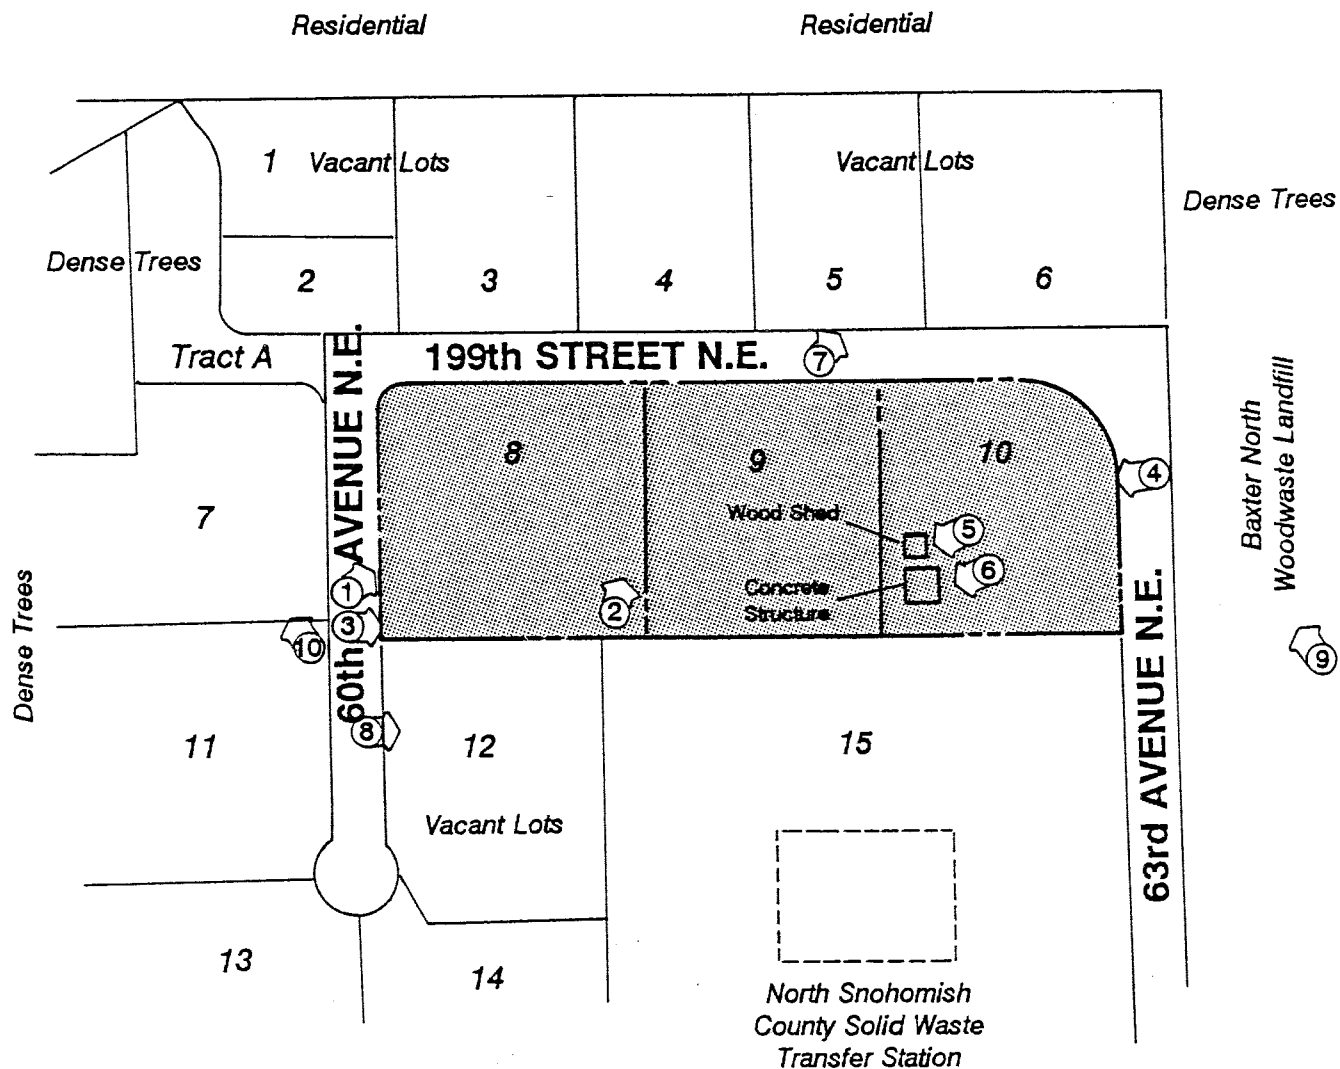 Residential
Residential
1 Vacant Lots
Vacant Lots
Dense Trees
Dense Trees
2
3
4
5
6
Tract A
199th STREET N.E.
7
60th AVENUE N.E.
8
9
10
4
Baxter North
Woodwaste Landfill
7
Wood Shed
5
Concrete
Structure
6
1
2
3
10
Dense Trees
9
8
11
12
15
63rd AVENUE N.E.
Vacant Lots
13
14
North Snohomish
County Solid Waste
Transfer Station